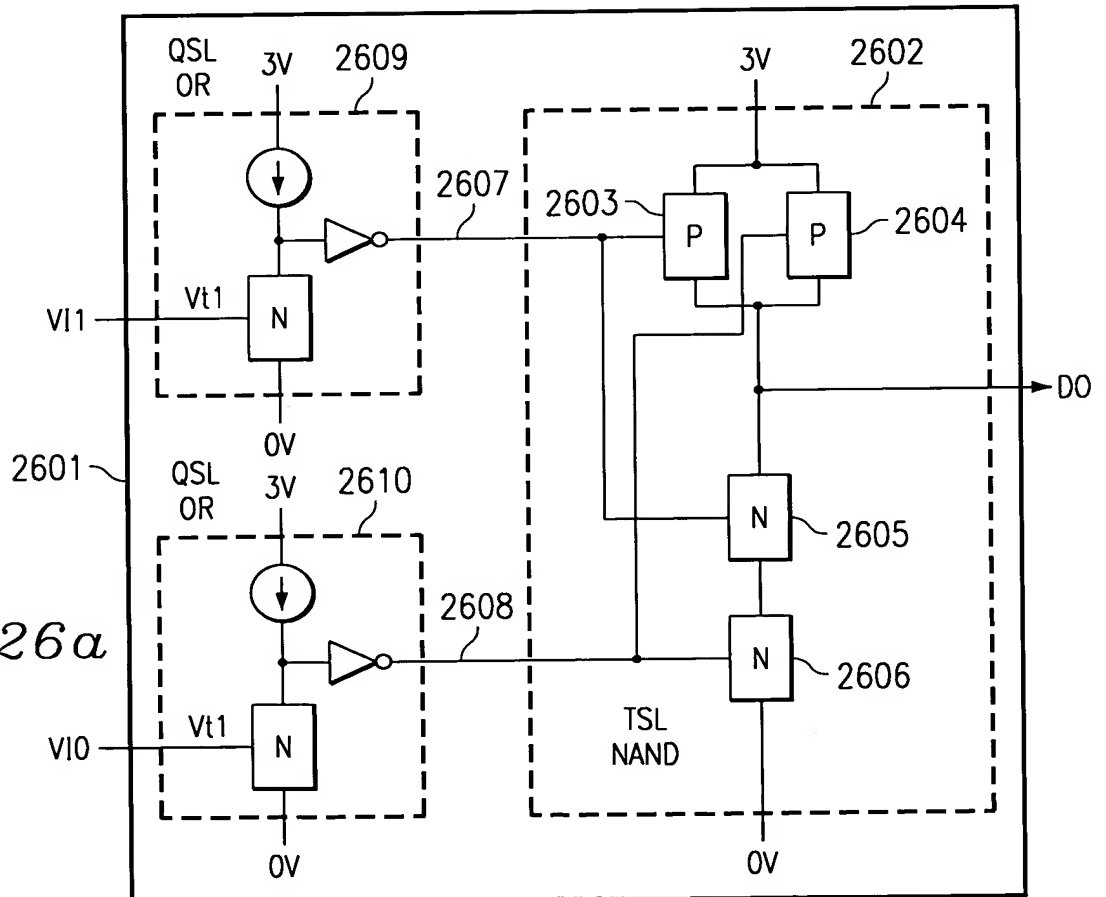 QSL
OR
3V
2609
2607
Vt1
VI1
N
0V
3V
2602
2603
P
P
2604
DO
N
2605
N
2606
TSL
NAND
0V
2601
QSL
OR
3V
2610
2608
26a
Vt1
VI0
N
0V